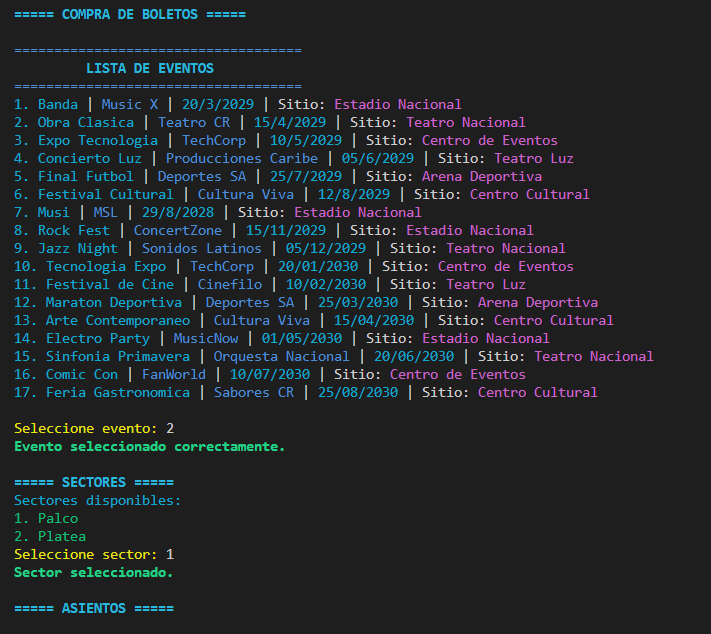 ===== COMPRA DE BOLETOS =====
====================================
LISTA DE EVENTOS
====================================
1. Banda | Music X | 20/3/2029 | Sitio: Estadio Nacional
2. Obra Clasica | Teatro CR | 15/4/2029 | Sitio: Teatro Nacional
3. Expo Tecnologia | TechCorp | 10/5/2029 | Sitio: Centro de Eventos
4. Concierto Luz | Producciones Caribe | 05/6/2029 | Sitio: Teatro Luz
5. Final Futbol | Deportes SA | 25/7/2029 | Sitio: Arena Deportiva
6. Festival Cultural | Cultura Viva | 12/8/2029 | Sitio: Centro Cultural
7. Musi | MSL | 29/8/2028 | Sitio: Estadio Nacional
8. Rock Fest | ConcertZone | 15/11/2029 | Sitio: Estadio Nacional
9. Jazz Night | Sonidos Latinos | 05/12/2029 | Sitio: Teatro Nacional
10. Tecnologia Expo | TechCorp | 20/01/2030 | Sitio: Centro de Eventos
11. Festival de Cine | Cinefilo | 10/02/2030 | Sitio: Teatro Luz
12. Maraton Deportiva | Deportes SA | 25/03/2030 | Sitio: Arena Deportiva
13. Arte Contemporaneo | Cultura Viva | 15/04/2030 | Sitio: Centro Cultural
14. Electro Party | MusicNow | 01/05/2030 | Sitio: Estadio Nacional
15. Sinfonia Primavera | Orquesta Nacional | 20/06/2030 | Sitio: Teatro Nacional
16. Comic Con | FanWorld | 10/07/2030 | Sitio: Centro de Eventos
17. Feria Gastronomica | Sabores CR | 25/08/2030 | Sitio: Centro Cultural
Seleccione evento: 2
Evento seleccionado correctamente.
===== SECTORES =====
Sectores disponibles:
1. Palco
2. Platea
Seleccione sector: 1
Sector seleccionado.
===== ASIENTOS =====